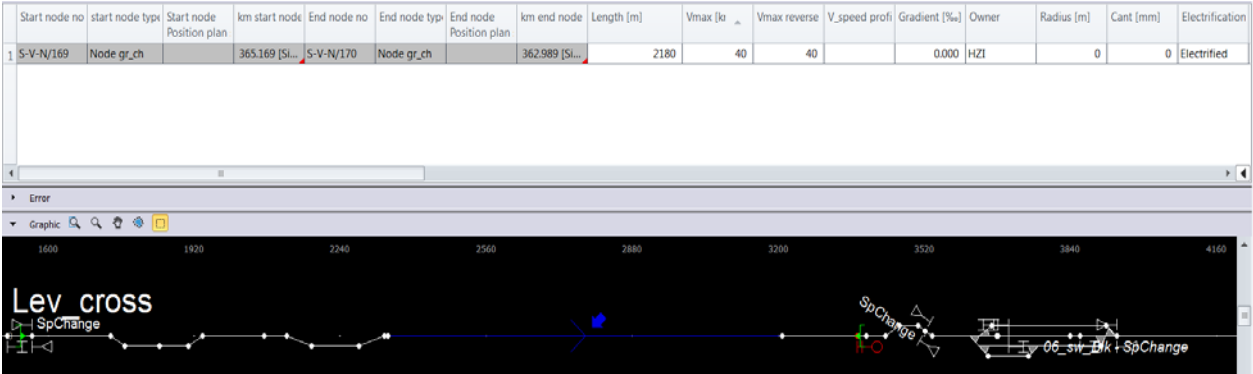 Start node no start node type Start node Position plan km start node End node no End node type End node Position plan km end node Length [m] Vmax [k Vmax reverse V_speed profi Gradient [‰] Owner Radius [m] Cant [mm] Electrification
1 S-V-N/169 Node gr_ch 365.169 [Si... S-V-N/170 Node gr_ch 362.989 [Si... 2180 40 40 0.000 HZI 0 0 Electrified
Error
Graphic
1600 1920 2240 2560 2880 3200 3520 3840 4160
Lev_cross
SpChange
SpChange
SpChange